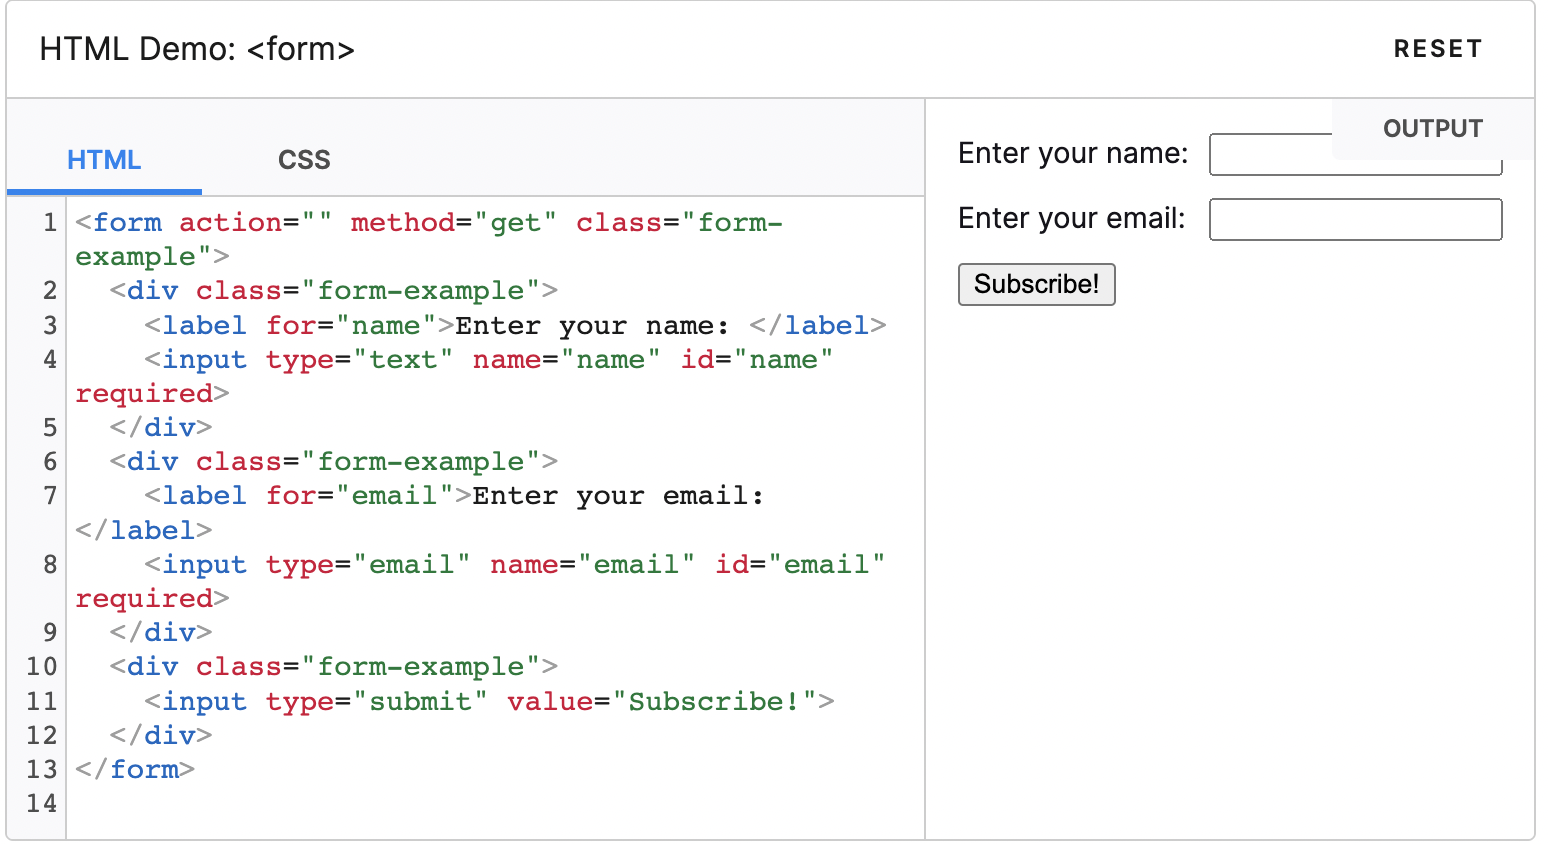 HTML Demo: <form>
RESET
HTML
CSS
1 <form action="" method="get" class="form-
example">
2 <div class="form-example">
3 <label for="name">Enter your name: </label>
4 <input type="text" name="name" id="name"
required>
5 </div>
6 <div class="form-example">
7 <label for="email">Enter your email:
</label>
8 <input type="email" name="email" id="email"
required>
9 </div>
10 <div class="form-example">
11 <input type="submit" value="Subscribe!">
12 </div>
13 </form>
14
OUTPUT
Enter your name:
Enter your email:
Subscribe!